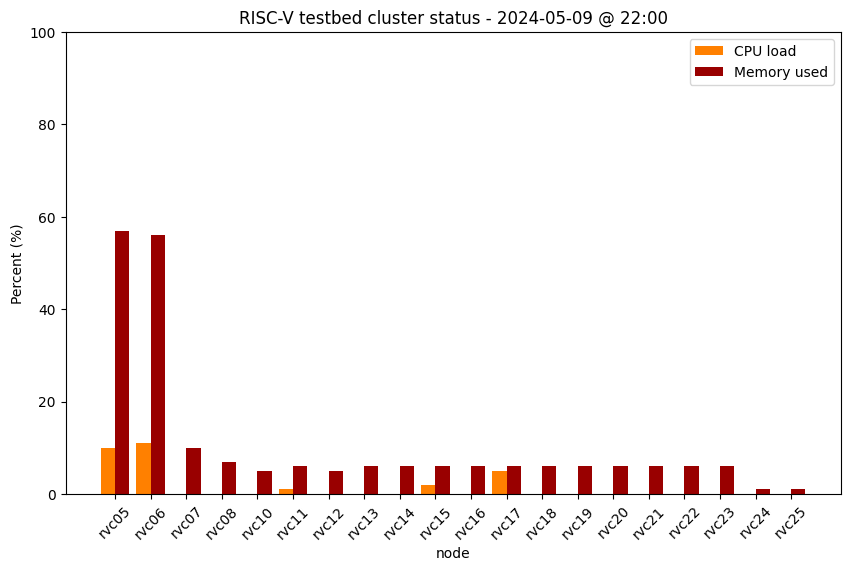 RISC-V testbed cluster status - 2024-05-09 @ 22:00
CPU load
Memory used
Percent (%)
100
80
60
40
20
0
rvc05 rvc06 rvc07 rvc08 rvc10 rvc11 rvc12 rvc13 rvc14 rvc15 rvc16 rvc17 rvc18 rvc19 rvc20 rvc21 rvc22 rvc23 rvc24 rvc25
node